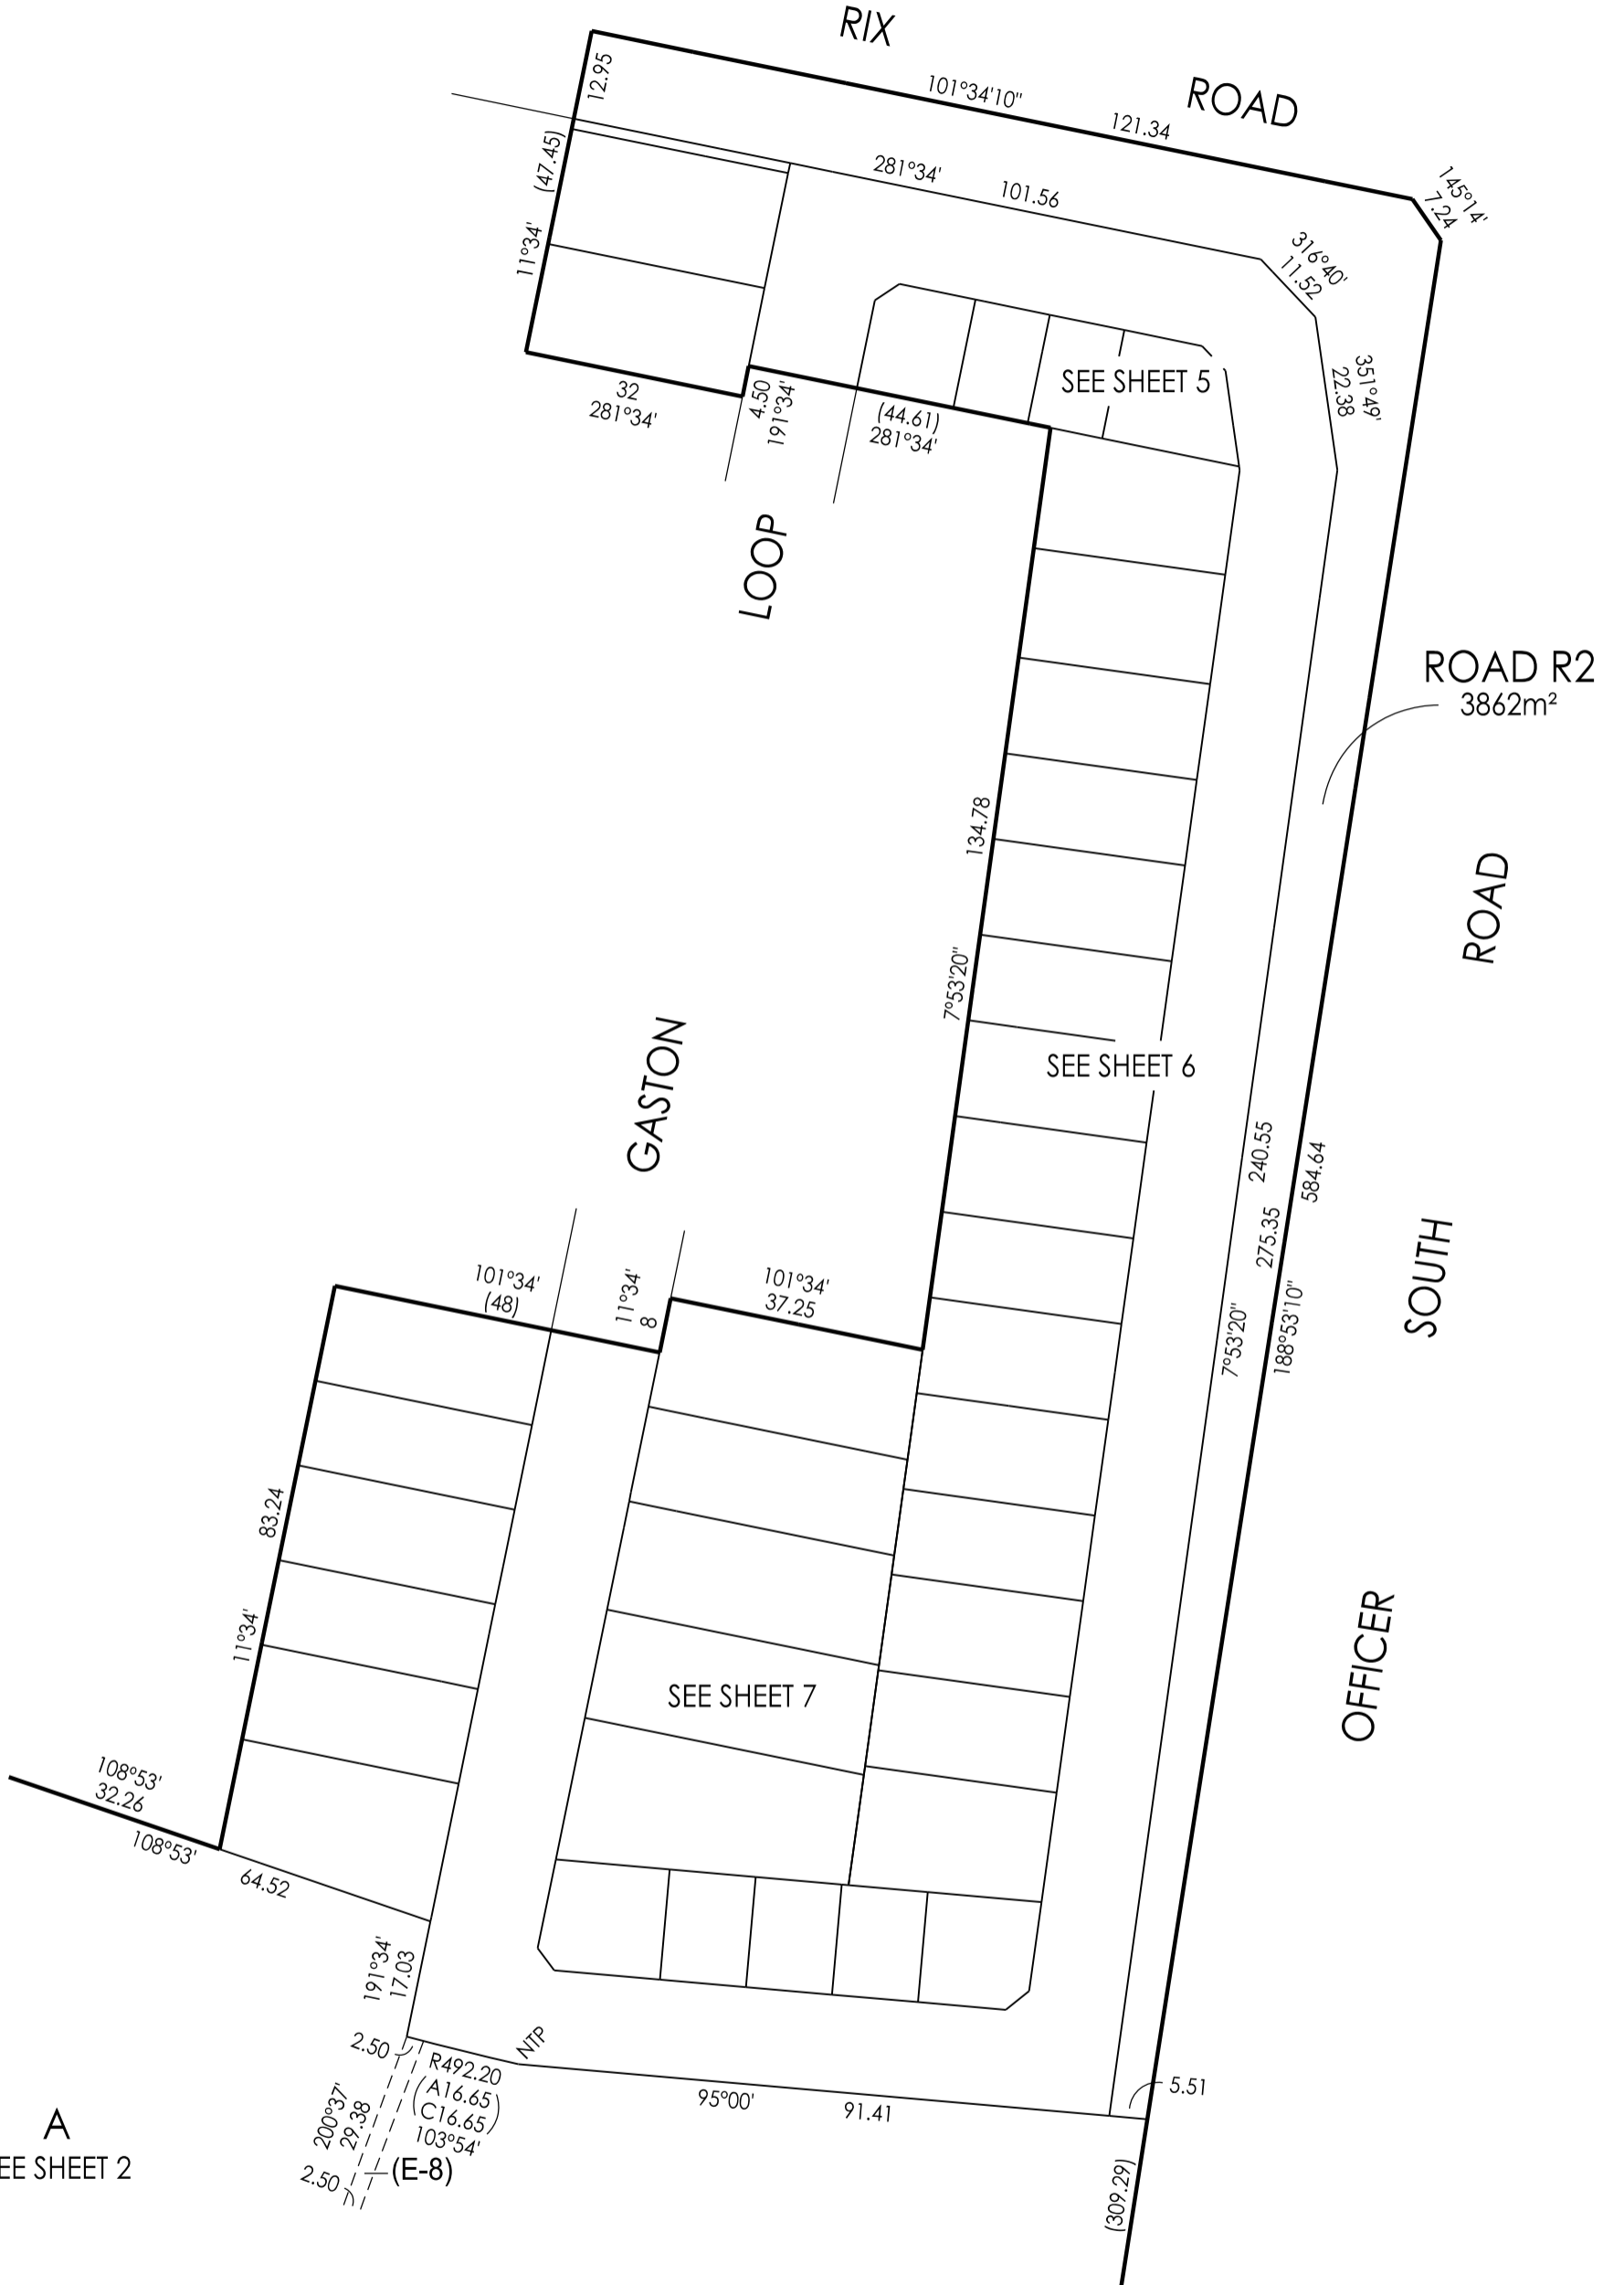 RIX
ROAD
12.95
101°34'10"
121.34
145°14'
7.24
(47.45)
281°34'
101.56
11°34'
316°40'
11.52
351°49'
22.38
SEE SHEET 5
32
281°34'
4.50
191°34'
(44.61)
281°34'
LOOP
ROAD R2
3862m²
134.78
ROAD
7°53'20"
GASTON
SEE SHEET 6
240.55
584.64
275.35
SOUTH
7°53'20"
188°53'10"
101°34'
(48)
11°34'
8
101°34'
37.25
83.24
11°34'
OFFICER
SEE SHEET 7
108°53'
32.26
108°53'
64.52
191°34'
17.03
NTP
2.50
R492.20
(A16.65)
(C16.65)
103°54'
95°00'
91.41
5.51
200°37'
29.38
A
EE SHEET 2
2.50
(E-8)
(309.29)